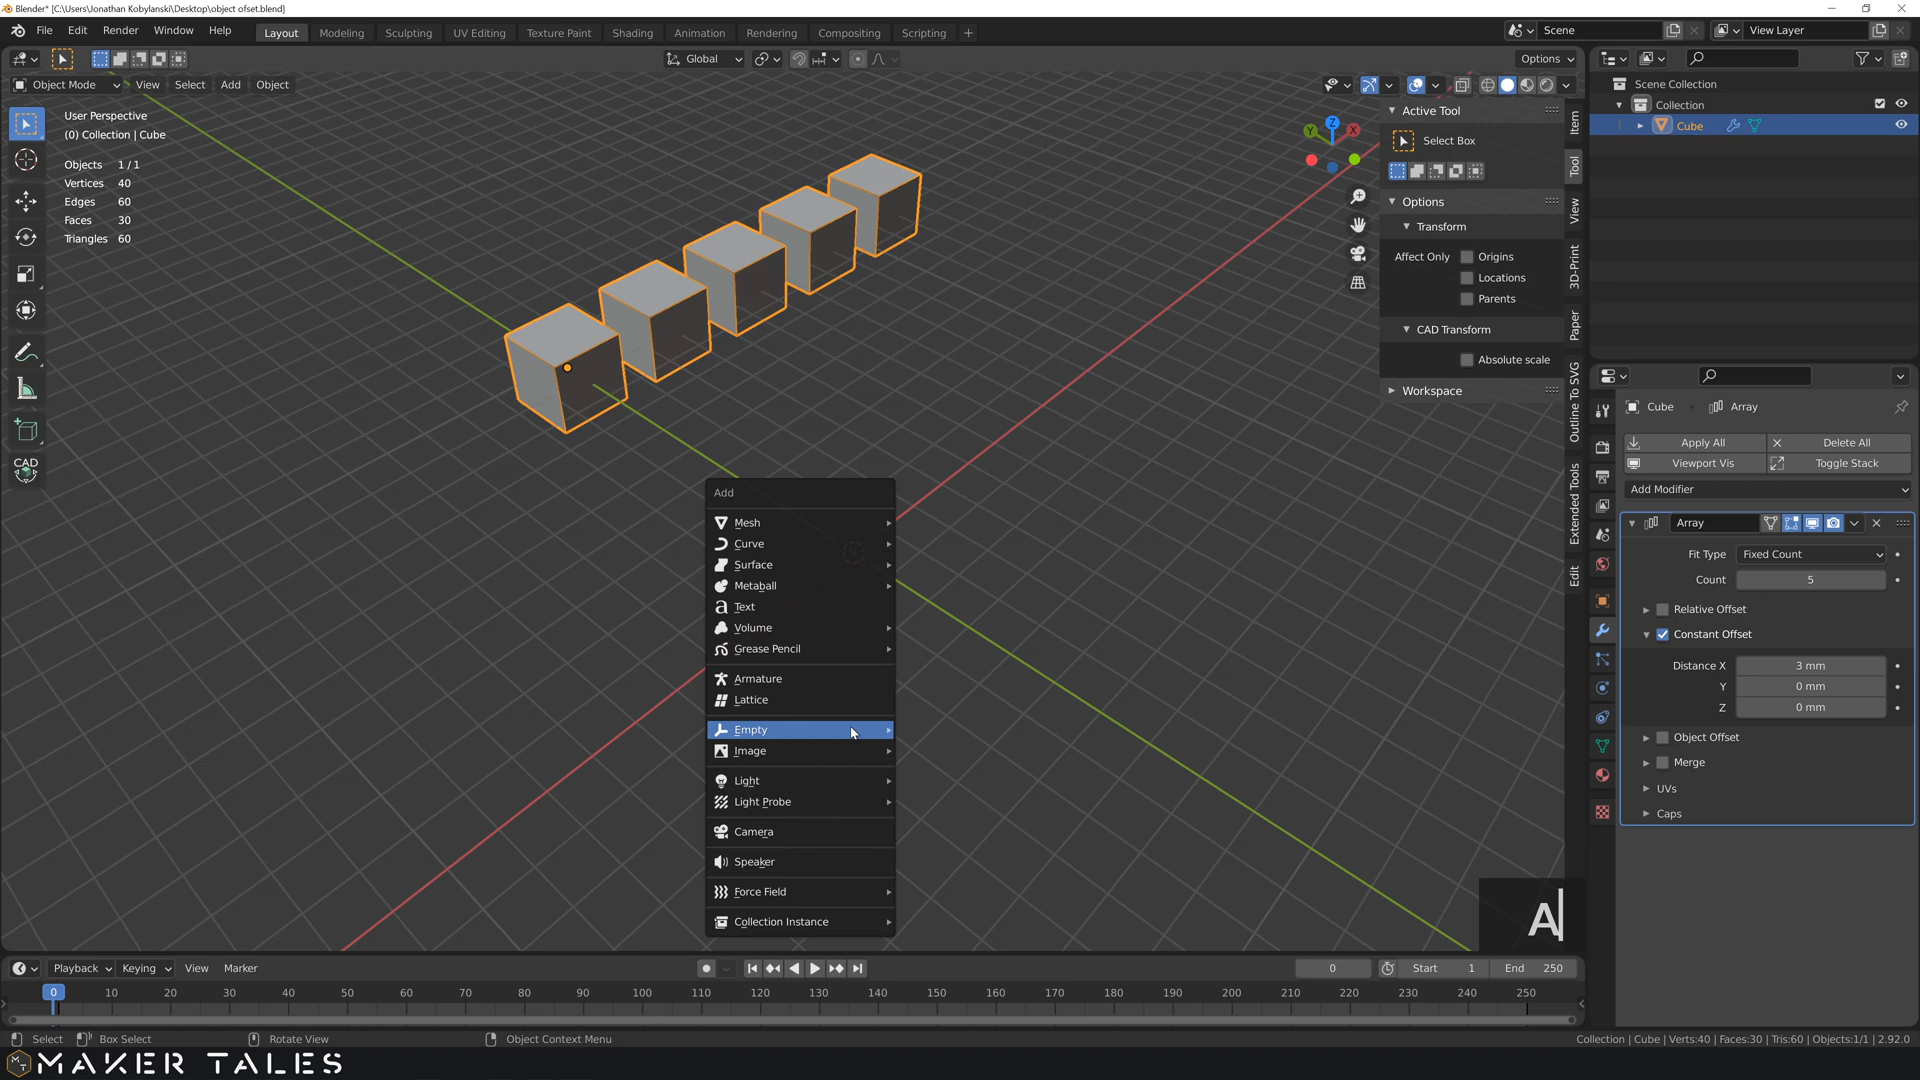 Blender* [C:\Users\Jonathan Kobylanski\Desktop\object ofset.blend]
File Edit Render Window Help
Layout Modeling Sculpting UV Editing Texture Paint Shading Animation Rendering Compositing Scripting +
Scene
View Layer
Global
Options
Object Mode View Select Add Object
User Perspective
(0) Collection | Cube
Objects 1 / 1
Vertices 40
Edges 60
Faces 30
Triangles 60
CAD
Z
Y
X
Active Tool
Select Box
Options
Transform
Affect Only Origins
Locations
Parents
CAD Transform
Absolute scale
Workspace
Item
Tool
View
3D-Print
Paper
Outline To SVG
Extended Tools
Edit
Scene Collection
Collection
Cube
Cube Array
Apply All Delete All
Viewport Vis Toggle Stack
Add Modifier
Array
Fit Type Fixed Count
Count 5
Relative Offset
Constant Offset
Distance X 3 mm
Y 0 mm
Z 0 mm
Object Offset
Merge
UVs
Caps
Add
Mesh
Curve
Surface
Metaball
Text
Volume
Grease Pencil
Armature
Lattice
Empty
Image
Light
Light Probe
Camera
Speaker
Force Field
Collection Instance
A
Playback Keying View Marker
0 Start 1 End 250
0 10 20 30 40 50 60 70 80 90 100 110 120 130 140 150 160 170 180 190 200 210 220 230 240 250
Select Box Select Rotate View Object Context Menu
Collection | Cube | Verts:40 | Faces:30 | Tris:60 | Objects:1/1 | 2.92.0
MAKER TALES